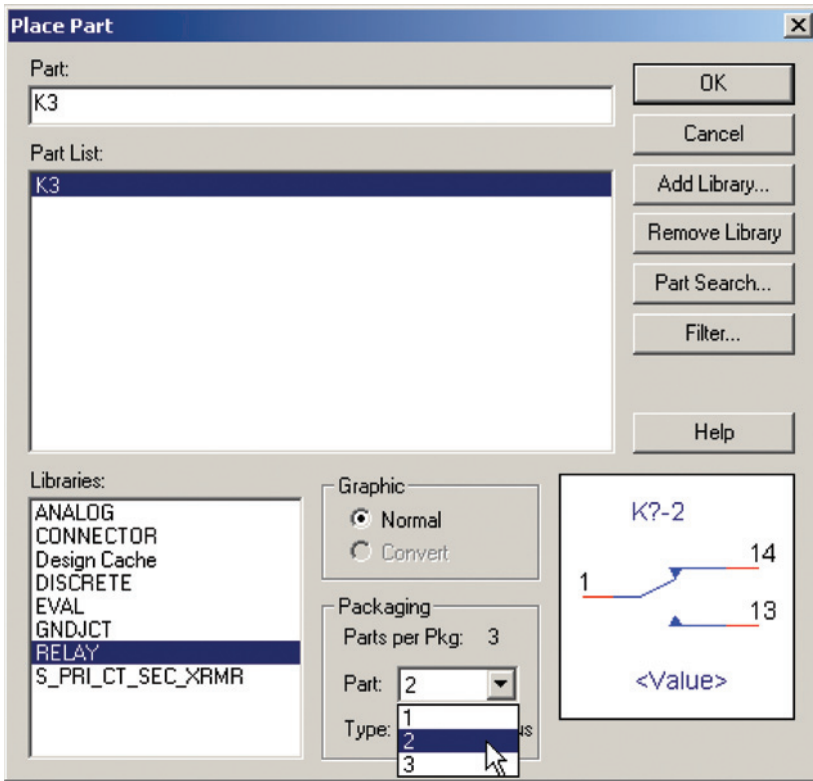 Place Part
Part:
K3
Part List:
K3
OK
Cancel
Add Library...
Remove Library
Part Search...
Filter...
Help
Libraries:
ANALOG
CONNECTOR
Design Cache
DISCRETE
EVAL
GNDJCT
RELAY
S_PRI_CT_SEC_XRMR
Graphic
Normal
Convert
Packaging
Parts per Pkg: 3
Part: 2
1
2
3
Type:
K?-2
14
1
13
<Value>